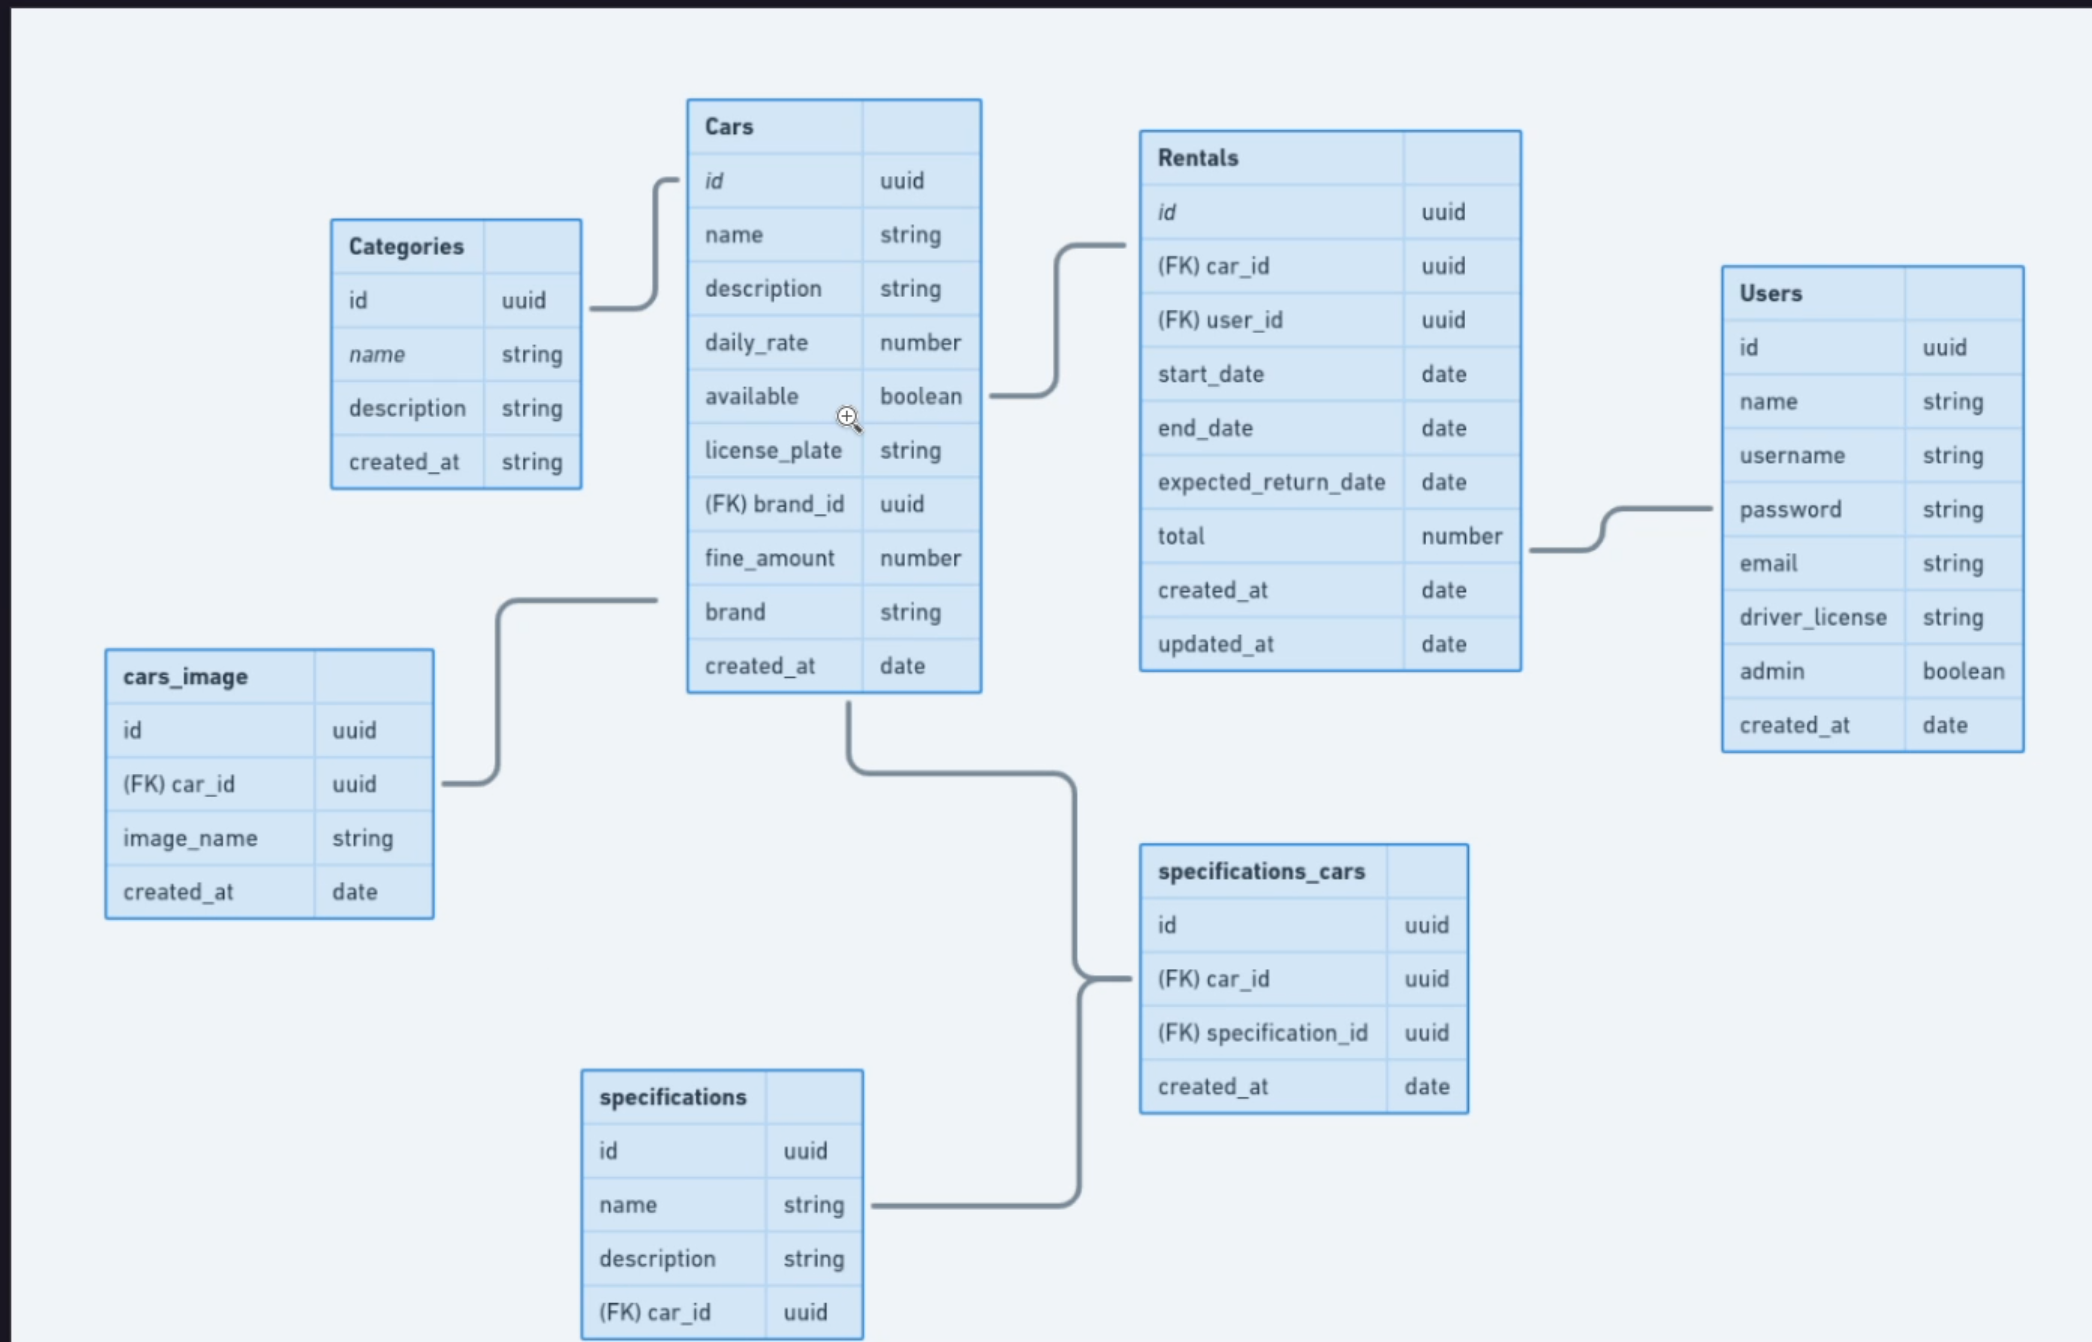 Cars
id uuid
name string
description string
daily_rate number
available boolean
license_plate string
(FK) brand_id uuid
fine_amount number
brand string
created_at date
Rentals
id uuid
(FK) car_id uuid
(FK) user_id uuid
start_date date
end_date date
expected_return_date date
total number
created_at date
updated_at date
Categories
id uuid
name string
description string
created_at string
Users
id uuid
name string
username string
password string
email string
driver_license string
admin boolean
created_at date
cars_image
id uuid
(FK) car_id uuid
image_name string
created_at date
specifications_cars
id uuid
(FK) car_id uuid
(FK) specification_id uuid
created_at date
specifications
id uuid
name string
description string
(FK) car_id uuid